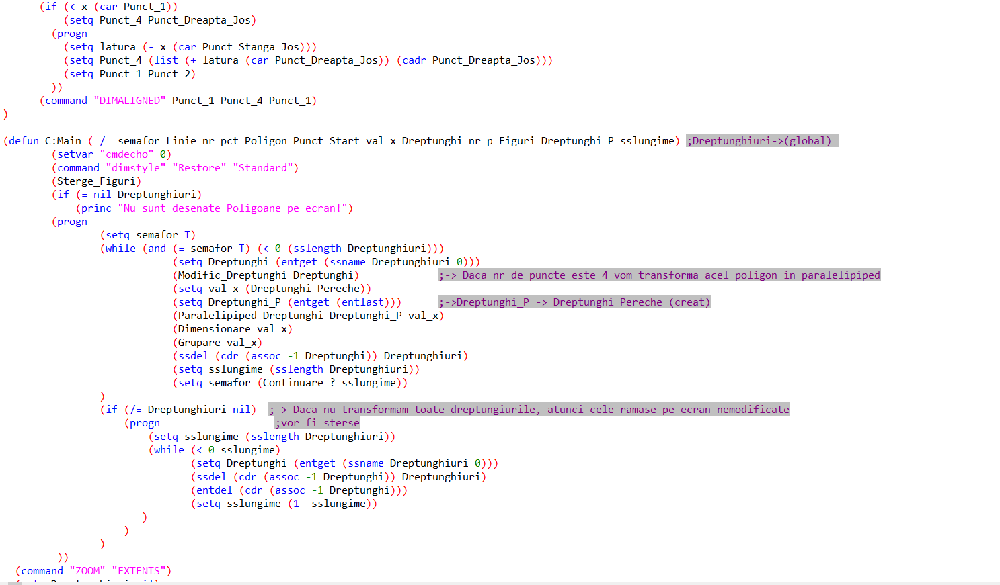 (if (< x (car Punct_1))
(setq Punct_4 Punct_Dreapta_Jos)
(progn
(setq latura (- x (car Punct_Stanga_Jos)))
(setq Punct_4 (list (+ latura (car Punct_Dreapta_Jos)) (cadr Punct_Dreapta_Jos)))
(setq Punct_1 Punct_2)
))
(command "DIMALIGNED" Punct_1 Punct_4 Punct_1)
)
(defun C:Main ( /  semafor Linie nr_pct Poligon Punct_Start val_x Dreptunghi nr_p Figuri Dreptunghi_P sslungime) ;Dreptunghiuri->(global)
(setvar "cmdecho" 0)
(command "dimstyle" "Restore" "Standard")
(Sterge_Figuri)
(if (= nil Dreptunghiuri)
(princ "Nu sunt desenate Poligoane pe ecran!")
(progn
(setq semafor T)
(while (and (= semafor T) (< 0 (sslength Dreptunghiuri)))
(setq Dreptunghi (entget (ssname Dreptunghiuri 0)))
(Modific_Dreptunghi Dreptunghi) ;-> Daca nr de puncte este 4 vom transforma acel poligon in paralelipiped
(setq val_x (Dreptunghi_Pereche))
(setq Dreptunghi_P (entget (entlast))) ;->Dreptunghi_P -> Dreptunghi Pereche (creat)
(Paralelipiped Dreptunghi Dreptunghi_P val_x)
(Dimensionare val_x)
(Grupare val_x)
(ssdel (cdr (assoc -1 Dreptunghi)) Dreptunghiuri)
(setq sslungime (sslength Dreptunghiuri))
(setq semafor (Continuare_? sslungime))
)
(if (/= Dreptunghiuri nil) ;-> Daca nu transformam toate dreptungiurile, atunci cele ramase pe ecran nemodificate
(progn ;vor fi sterse
(setq sslungime (sslength Dreptunghiuri))
(while (< 0 sslungime)
(setq Dreptunghi (entget (ssname Dreptunghiuri 0)))
(ssdel (cdr (assoc -1 Dreptunghi)) Dreptunghiuri)
(entdel (cdr (assoc -1 Dreptunghi)))
(setq sslungime (1- sslungime))
)
)
)
))
(command "ZOOM" "EXTENTS")